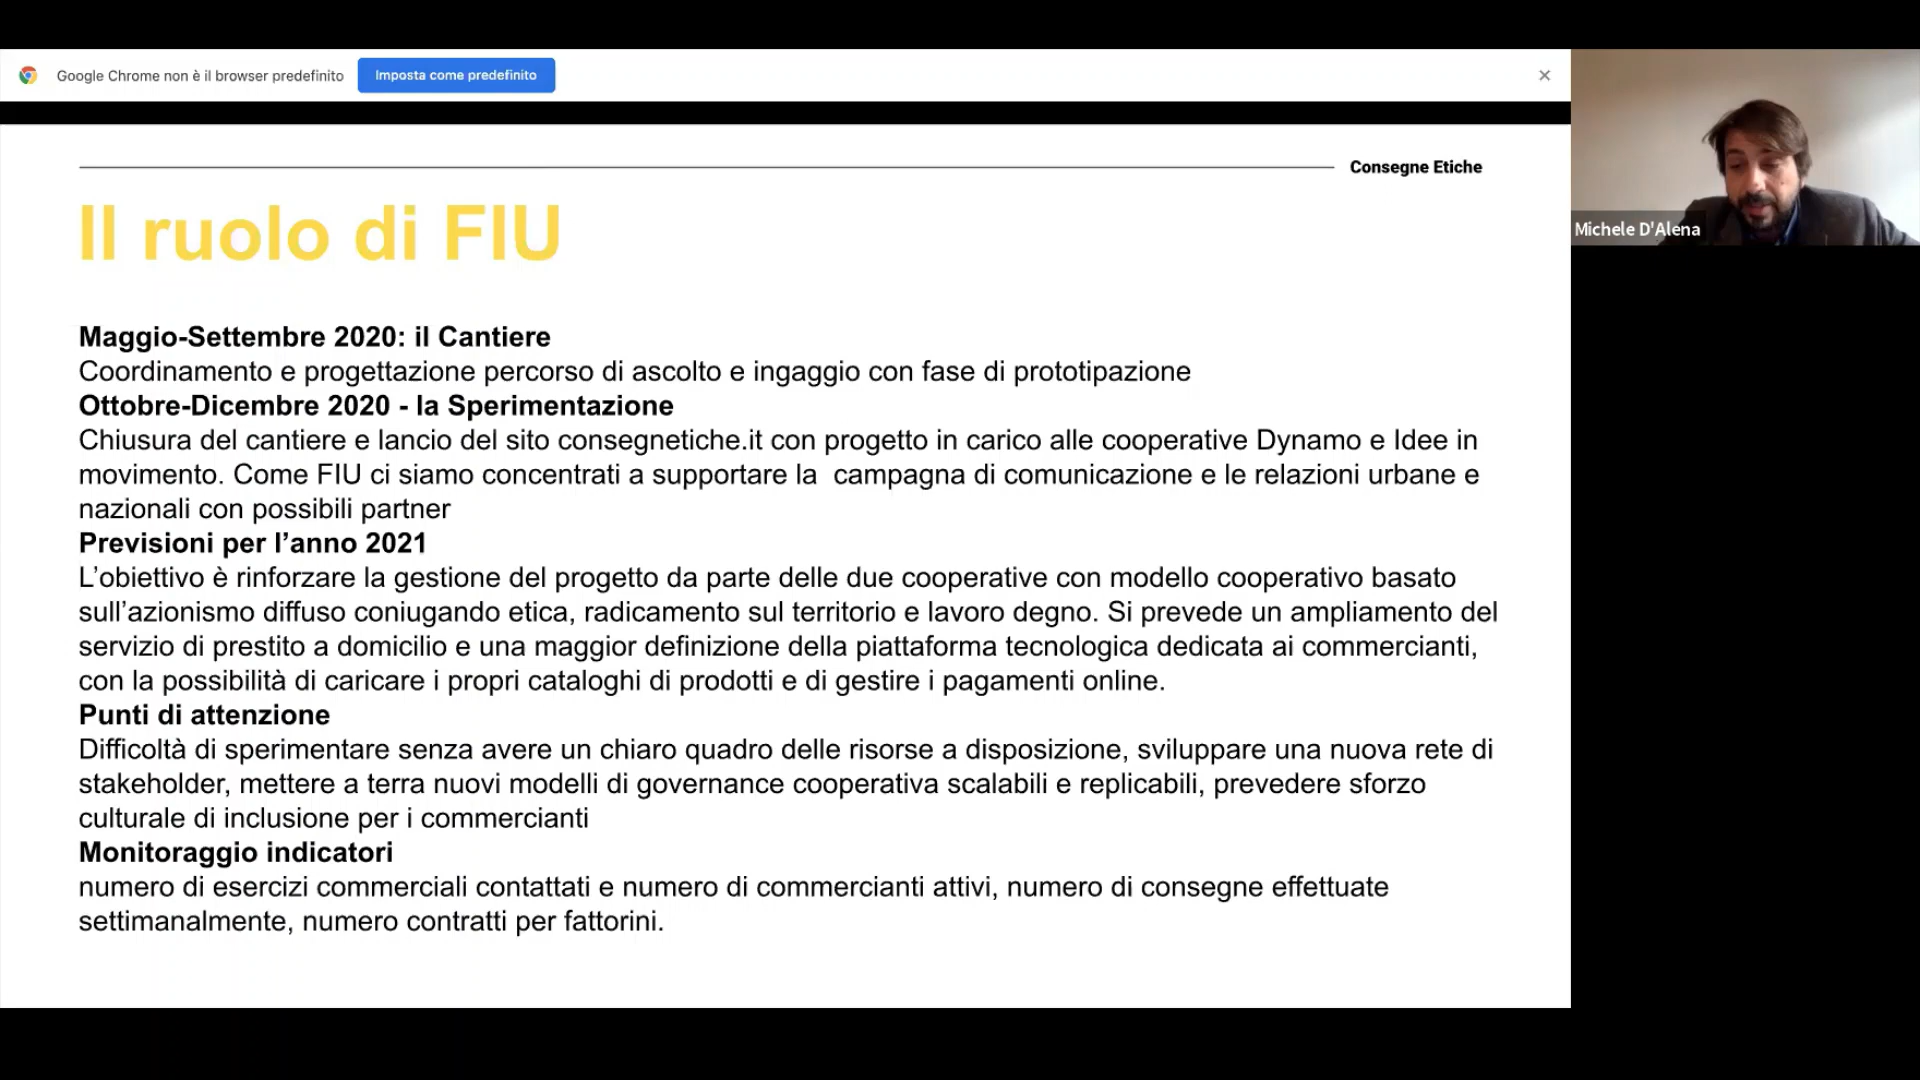 Google Chrome non è il browser predefinito
Imposta come predefinito
Consegne Etiche
Il ruolo di FIU
Michele D'Alena
Maggio-Settembre 2020: il Cantiere
Coordinamento e progettazione percorso di ascolto e ingaggio con fase di prototipazione
Ottobre-Dicembre 2020 - la Sperimentazione
Chiusura del cantiere e lancio del sito consegnetiche.it con progetto in carico alle cooperative Dynamo e Idee in
movimento. Come FIU ci siamo concentrati a supportare la  campagna di comunicazione e le relazioni urbane e
nazionali con possibili partner
Previsioni per l’anno 2021
L’obiettivo è rinforzare la gestione del progetto da parte delle due cooperative con modello cooperativo basato
sull’azionismo diffuso coniugando etica, radicamento sul territorio e lavoro degno. Si prevede un ampliamento del
servizio di prestito a domicilio e una maggior definizione della piattaforma tecnologica dedicata ai commercianti,
con la possibilità di caricare i propri cataloghi di prodotti e di gestire i pagamenti online.
Punti di attenzione
Difficoltà di sperimentare senza avere un chiaro quadro delle risorse a disposizione, sviluppare una nuova rete di
stakeholder, mettere a terra nuovi modelli di governance cooperativa scalabili e replicabili, prevedere sforzo
culturale di inclusione per i commercianti
Monitoraggio indicatori
numero di esercizi commerciali contattati e numero di commercianti attivi, numero di consegne effettuate
settimanalmente, numero contratti per fattorini.